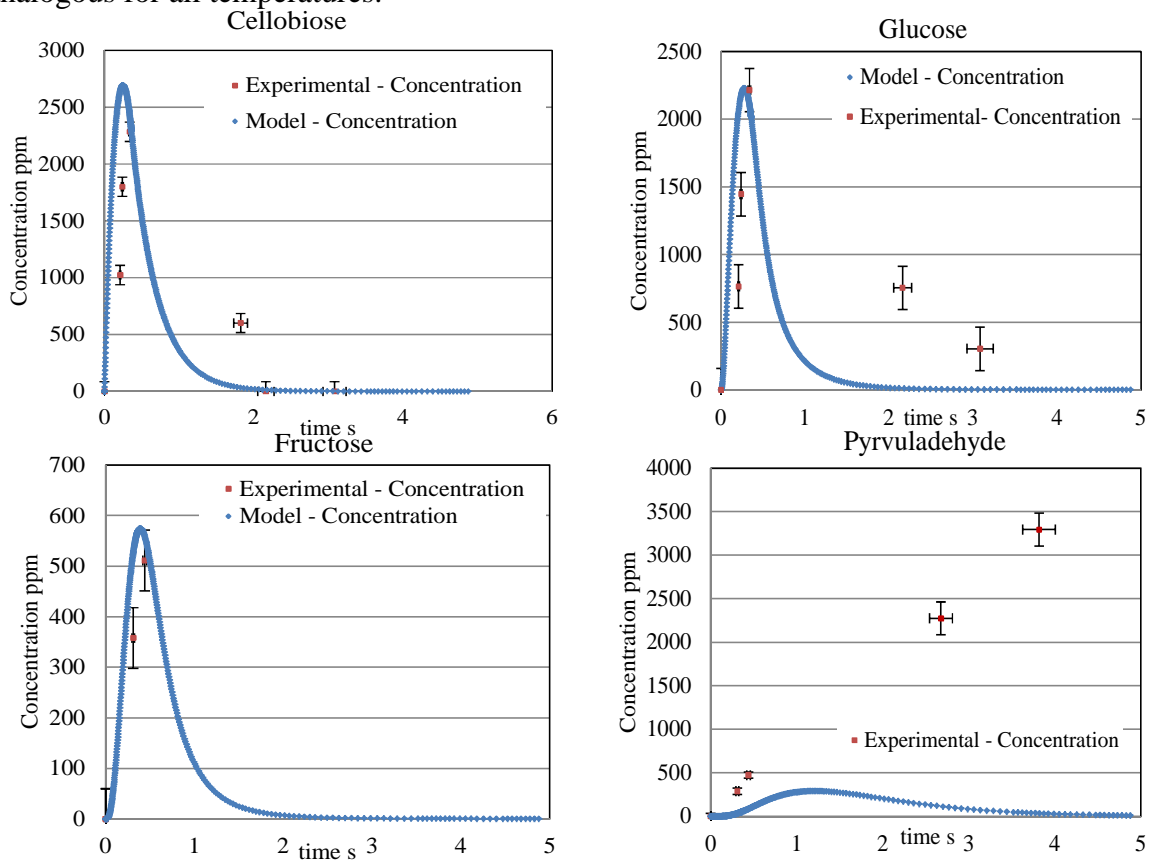 nalogous for all temperatures.
Cellobiose
3000
2500
2000
1500
1000
500
0
Concentration ppm
Experimental - Concentration
Model - Concentration
0
2
4
6
time s
Glucose
2500
2000
1500
1000
500
0
Concentration ppm
Model - Concentration
Experimental- Concentration
0
1
2
3
4
5
time s
Fructose
700
600
500
400
300
200
100
0
Concentration ppm
Experimental - Concentration
Model - Concentration
0
1
2
3
4
5
time s
Pyrvuladehyde
4000
3500
3000
2500
2000
1500
1000
500
0
Concentration ppm
Experimental - Concentration
0
1
2
3
4
5
time s